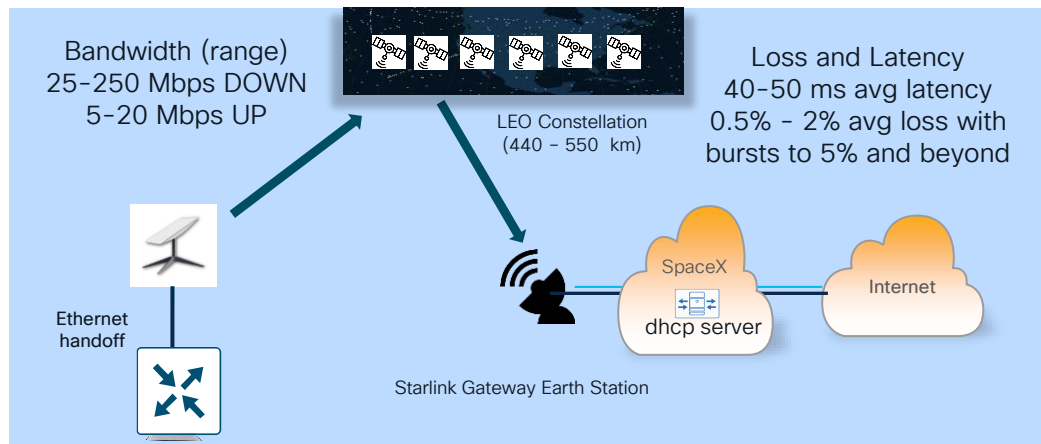 Bandwidth (range)
25-250 Mbps DOWN
5-20 Mbps UP
LEO Constellation
(440 - 550 km)
Loss and Latency
40-50 ms avg latency
0.5% - 2% avg loss with
bursts to 5% and beyond
Ethernet
handoff
SpaceX
dhcp server
Internet
Starlink Gateway Earth Station